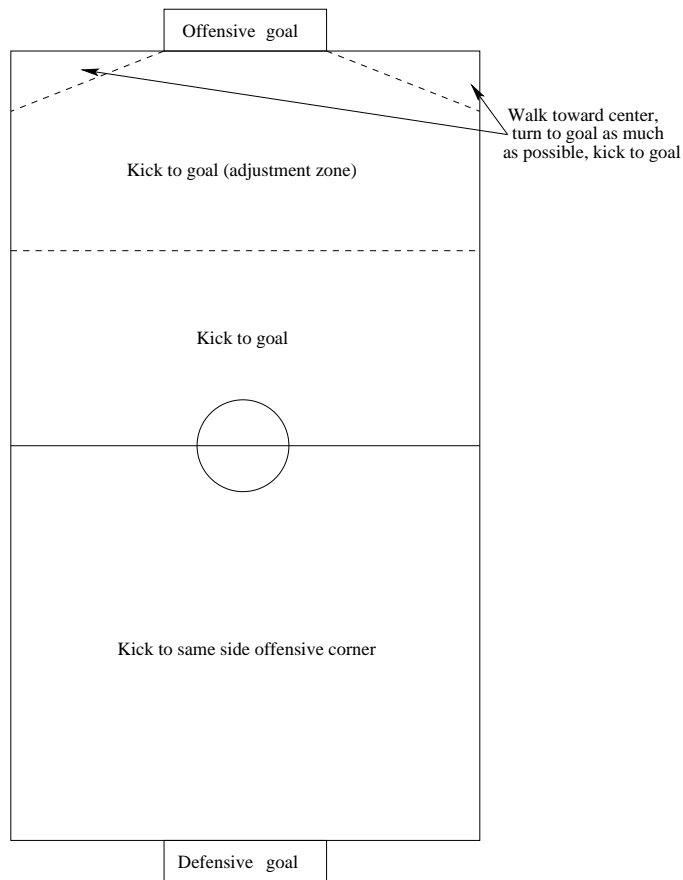 Offensive goal
Walk toward center,
turn to goal as much
as possible, kick to goal
Kick to goal (adjustment zone)
Kick to goal
Kick to same side offensive corner
Defensive goal